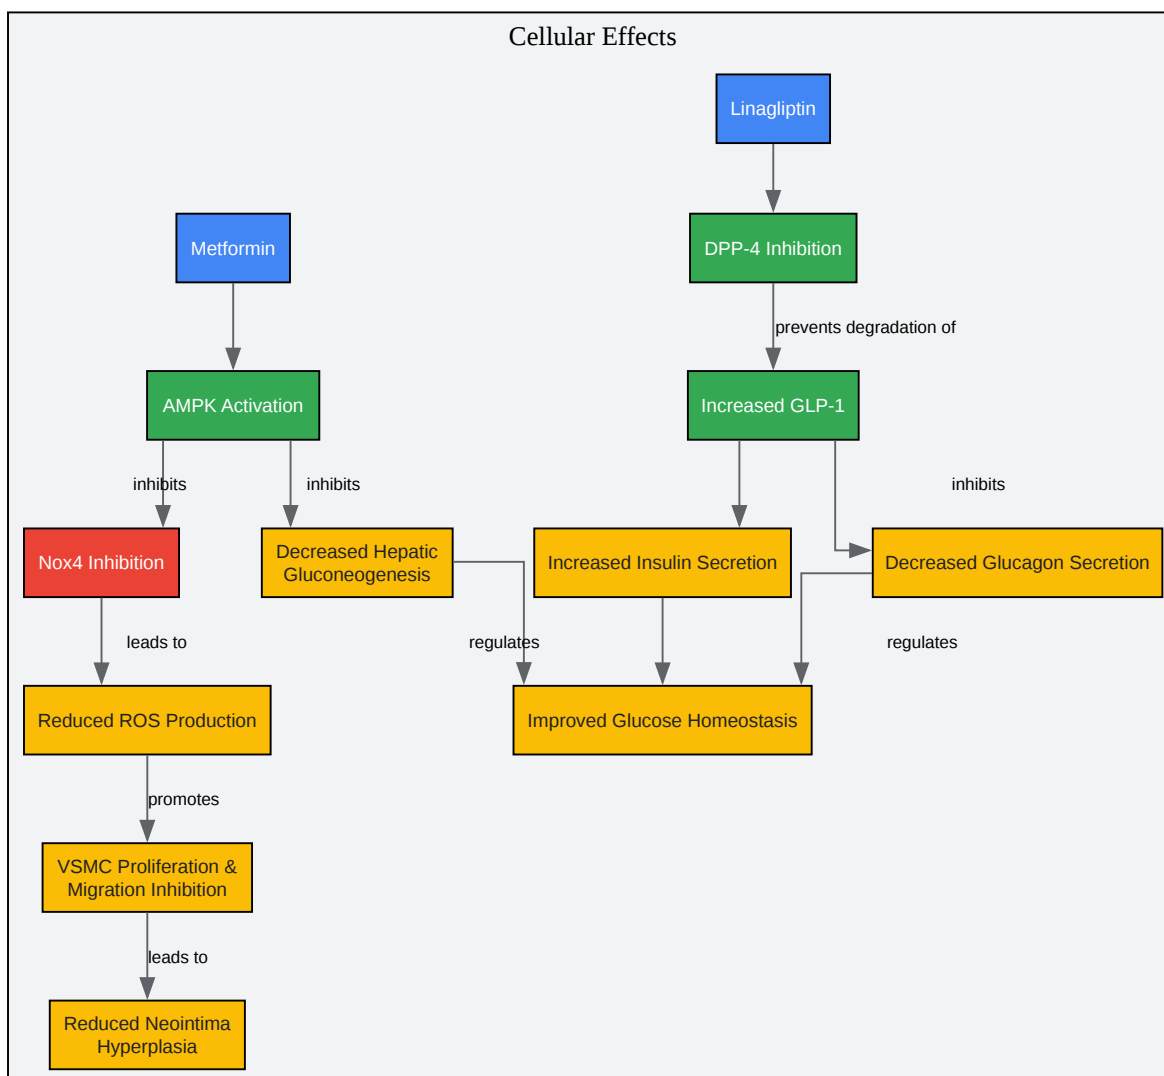 Cellular Effects
Linagliptin
Metformin
DPP-4 Inhibition
prevents degradation of
AMPK Activation
Increased GLP-1
inhibits
inhibits
inhibits
Nox4 Inhibition
Decreased Hepatic
Gluconeogenesis
Increased Insulin Secretion
Decreased Glucagon Secretion
leads to
regulates
regulates
Reduced ROS Production
Improved Glucose Homeostasis
promotes
VSMC Proliferation &
Migration Inhibition
leads to
Reduced Neointima
Hyperplasia